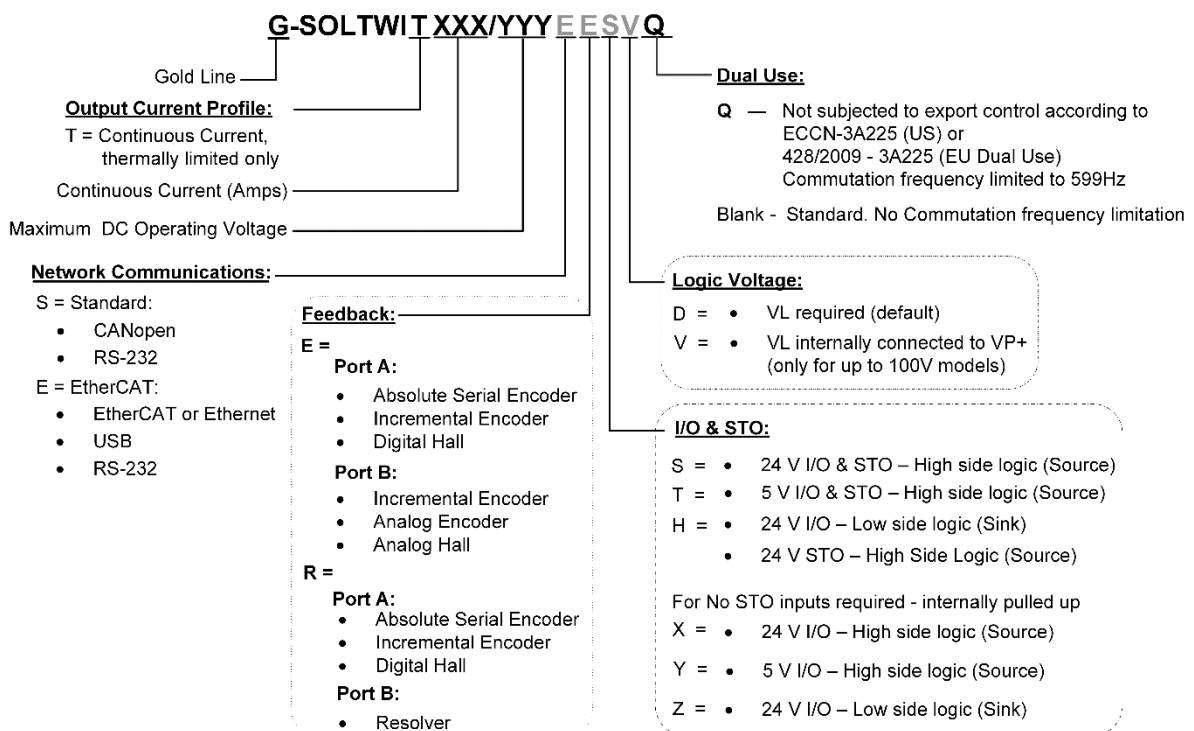 G-SOLTWITXXX/YYYEESVQ
Gold Line
Output Current Profile:
T = Continuous Current,
thermally limited only
Continuous Current (Amps)
Maximum DC Operating Voltage
Network Communications:
S = Standard:
• CANopen
• RS-232
E = EtherCAT:
• EtherCAT or Ethernet
• USB
• RS-232
Feedback:
E =
Port A:
• Absolute Serial Encoder
• Incremental Encoder
• Digital Hall
Port B:
• Incremental Encoder
• Analog Encoder
• Analog Hall
R =
Port A:
• Absolute Serial Encoder
• Incremental Encoder
• Digital Hall
Port B:
• Resolver
Dual Use:
Q — Not subjected to export control according to
ECCN-3A225 (US) or
428/2009 - 3A225 (EU Dual Use)
Commutation frequency limited to 599Hz
Blank - Standard. No Commutation frequency limitation
Logic Voltage:
D = • VL required (default)
V = • VL internally connected to VP+
(only for up to 100V models)
I/O & STO:
S = • 24 V I/O & STO – High side logic (Source)
T = • 5 V I/O & STO – High side logic (Source)
H = • 24 V I/O – Low side logic (Sink)
• 24 V STO – High Side Logic (Source)
For No STO inputs required - internally pulled up
X = • 24 V I/O – High side logic (Source)
Y = • 5 V I/O – High side logic (Source)
Z = • 24 V I/O – Low side logic (Sink)